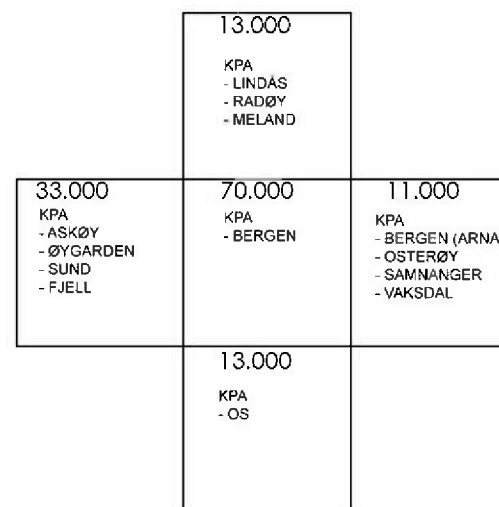 13.000
KPA
- LINDÅS
- RADØY
- MELAND
33.000
KPA
- ASKØY
- ØYGARDEN
- SUND
- FJELL
70.000
KPA
- BERGEN
11.000
KPA
- BERGEN (ARNA
- OSTERØY
- SAMNANGER
- VAKSDAL
13.000
KPA
- OS